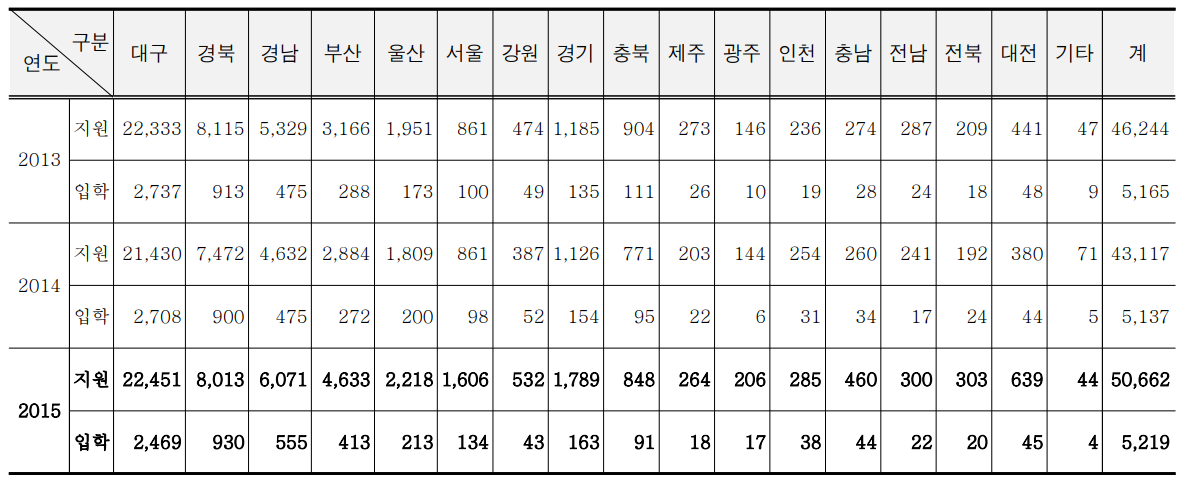 구분 연도 대구 경북 경남 부산 울산 서울 강원 경기 충북 제주 광주 인천 충남 전남 전북 대전 기타 계
2013 지원 22,333 8,115 5,329 3,166 1,951 861 474 1,185 904 273 146 236 274 287 209 441 47 46,244
입학 2,737 913 475 288 173 100 49 135 111 26 10 19 28 24 18 48 9 5,165
2014 지원 21,430 7,472 4,632 2,884 1,809 861 387 1,126 771 203 144 254 260 241 192 380 71 43,117
입학 2,708 900 475 272 200 98 52 154 95 22 6 31 34 17 24 44 5 5,137
2015 지원 22,451 8,013 6,071 4,633 2,218 1,606 532 1,789 848 264 206 285 460 300 303 639 44 50,662
입학 2,469 930 555 413 213 134 43 163 91 18 17 38 44 22 20 45 4 5,219